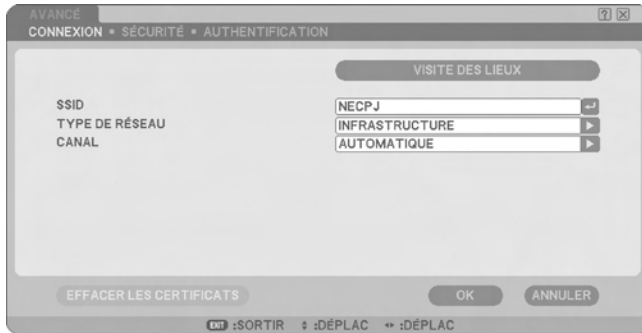 AVANCÉ
CONNEXION • SÉCURITÉ • AUTHENTIFICATION
VISITE DES LIEUX
SSID NECPJ
TYPE DE RÉSEAU INFRASTRUCTURE
CANAL AUTOMATIQUE
EFFACER LES CERTIFICATS OK ANNULER
EXIT :SORTIR :DÉPLAC :DÉPLAC